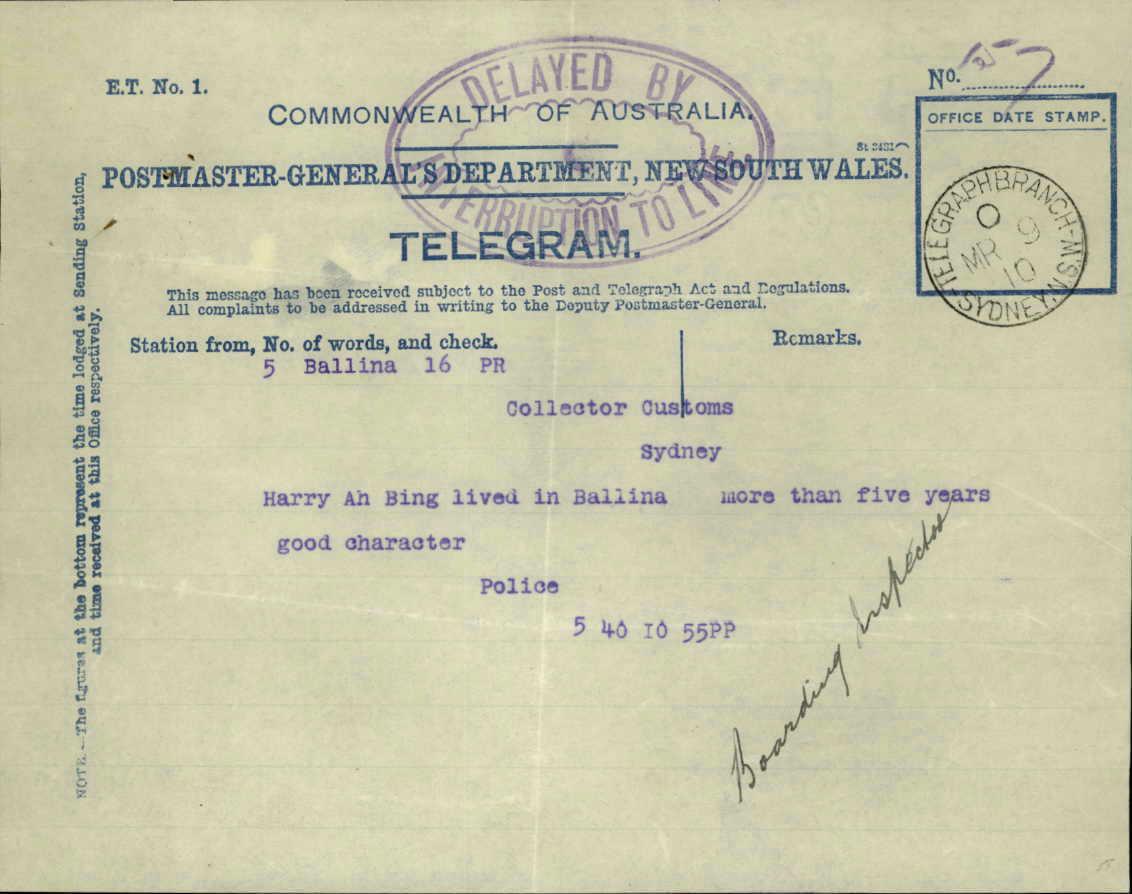 E.T. No. 1.
No. 
DELAYED BY
INTERRUPTION TO LINE.
COMMONWEALTH OF AUSTRALIA.
OFFICE DATE STAMP.
POSTMASTER-GENERAL'S DEPARTMENT, NEW SOUTH WALES.
TELEGRAM.
TELEGRAPH BRANCH-M.S.
O
9
MR
10
SYDNEY.N.
This message has been received subject to the Post and Telegraph Act and Regulations.
All complaints to be addressed in writing to the Deputy Postmaster-General.
Station from, No. of words, and check.
Remarks.
5 Ballina 16 PR
Collector Customs
Sydney
Harry Ah Bing lived in Ballina more than five years
good character
Police
5 40 10 55PP
Boarding Inspector
NOTE.—The figures at the bottom represent the time lodged at Sending Station,
and time received at this Office respectively.